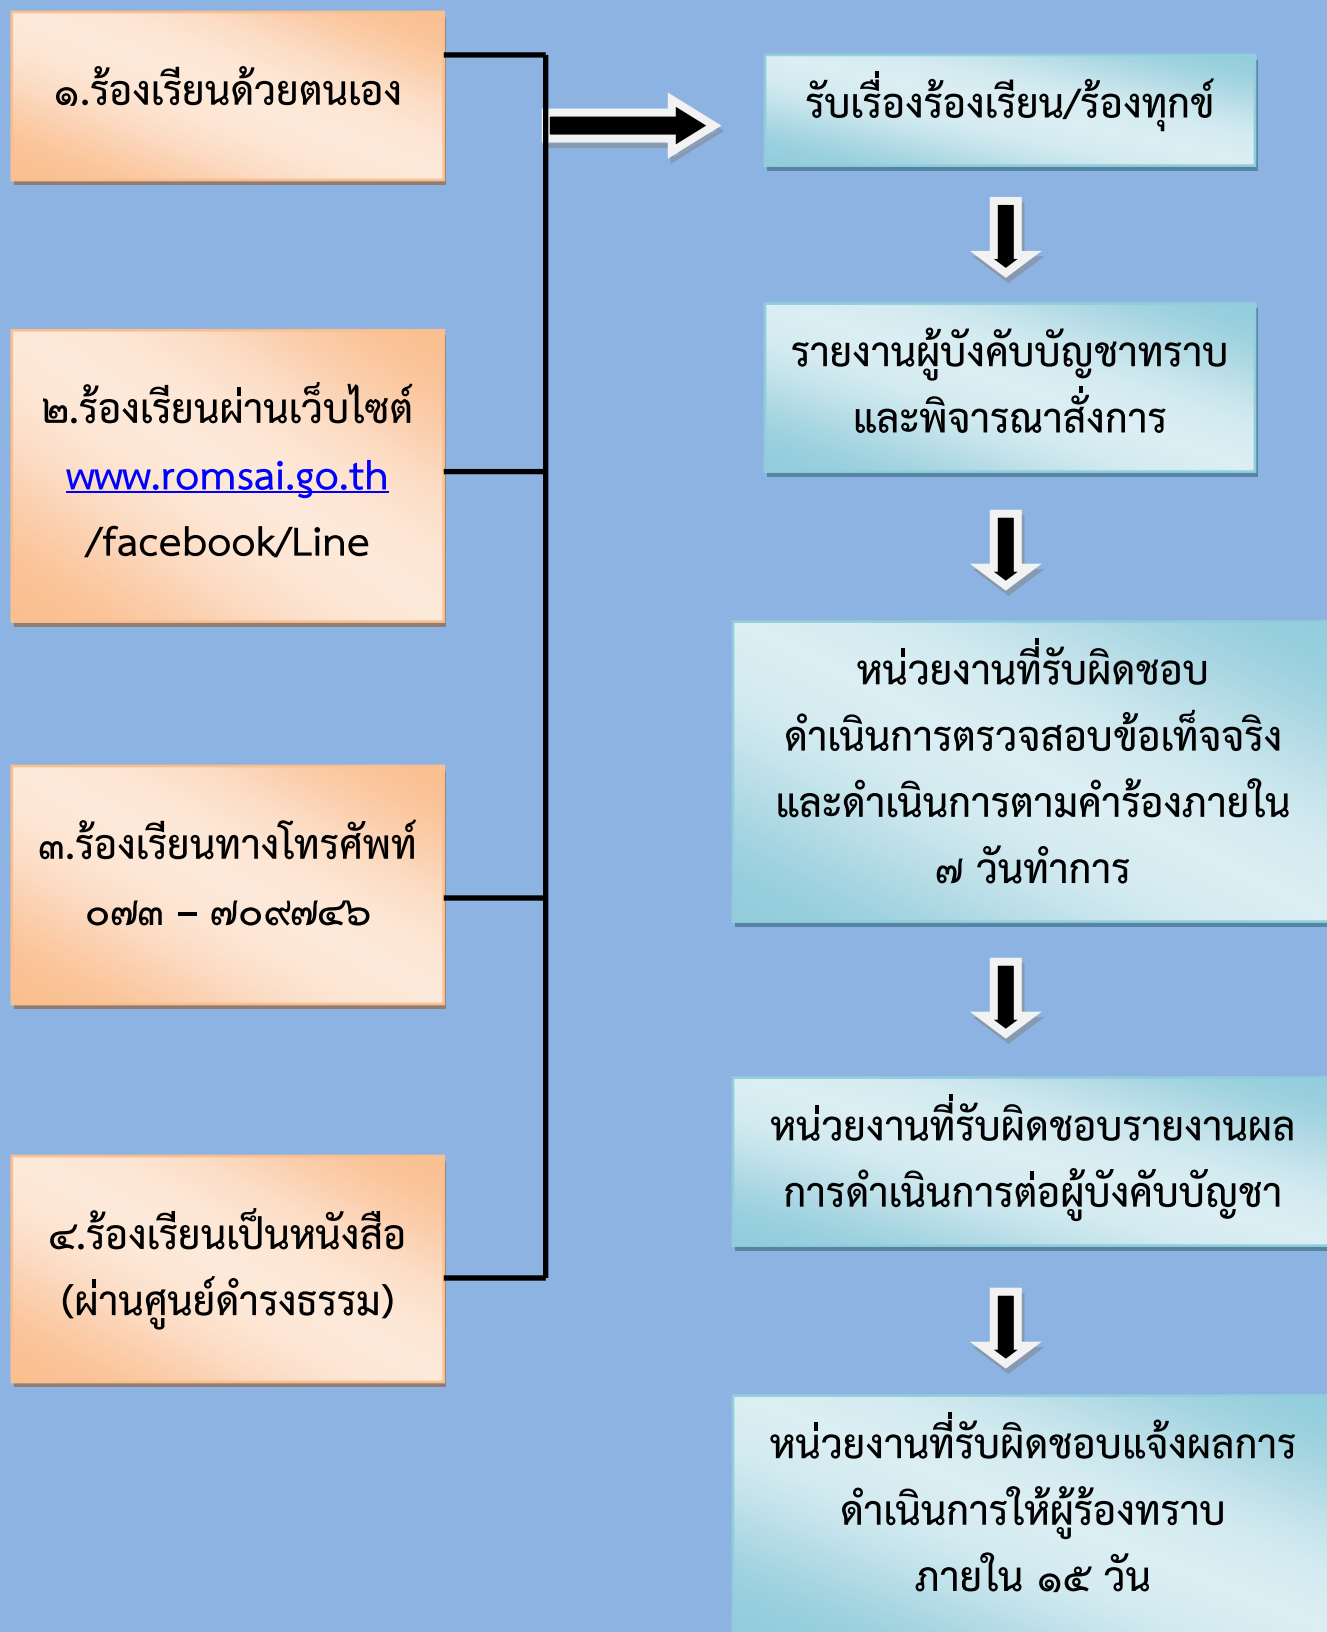 ๑.ร้องเรียนด้วยตนเอง
๒.ร้องเรียนผ่านเว็บไซต์
www.romsai.go.th
/facebook/Line
๓.ร้องเรียนทางโทรศัพท์
๐๗๓ – ๗๐๙๗๔๖
๔.ร้องเรียนเป็นหนังสือ
(ผ่านศูนย์ดำรงธรรม)
รับเรื่องร้องเรียน/ร้องทุกข์
รายงานผู้บังคับบัญชาทราบ
และพิจารณาสั่งการ
หน่วยงานที่รับผิดชอบ
ดำเนินการตรวจสอบข้อเท็จจริง
และดำเนินการตามคำร้องภายใน
๗ วันทำการ
หน่วยงานที่รับผิดชอบรายงานผล
การดำเนินการต่อผู้บังคับบัญชา
หน่วยงานที่รับผิดชอบแจ้งผลการ
ดำเนินการให้ผู้ร้องทราบ
ภายใน ๑๕ วัน